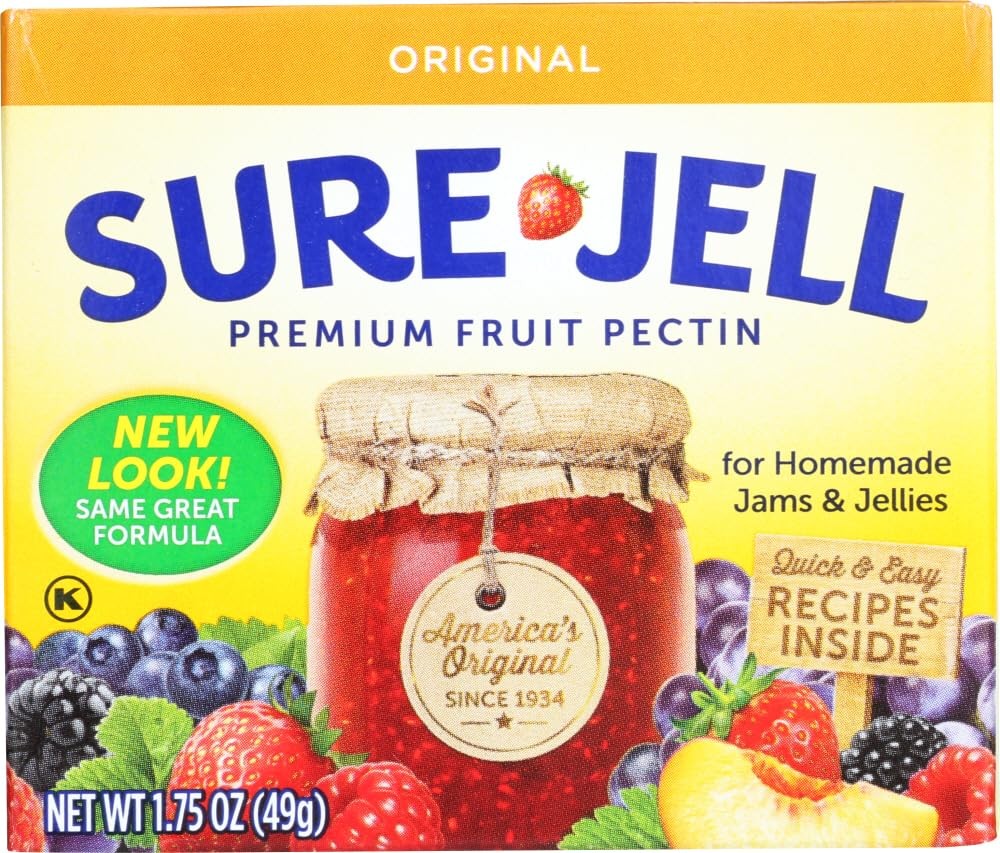 ORIGINAL
SURE JELL
PREMIUM FRUIT PECTIN
NEW
LOOK!
SAME GREAT
FORMULA
for Homemade
Jams & Jellies
K
Quick & Easy
RECIPES
INSIDE
America's
Original
SINCE 1934
NET WT 1.75 OZ (49g)